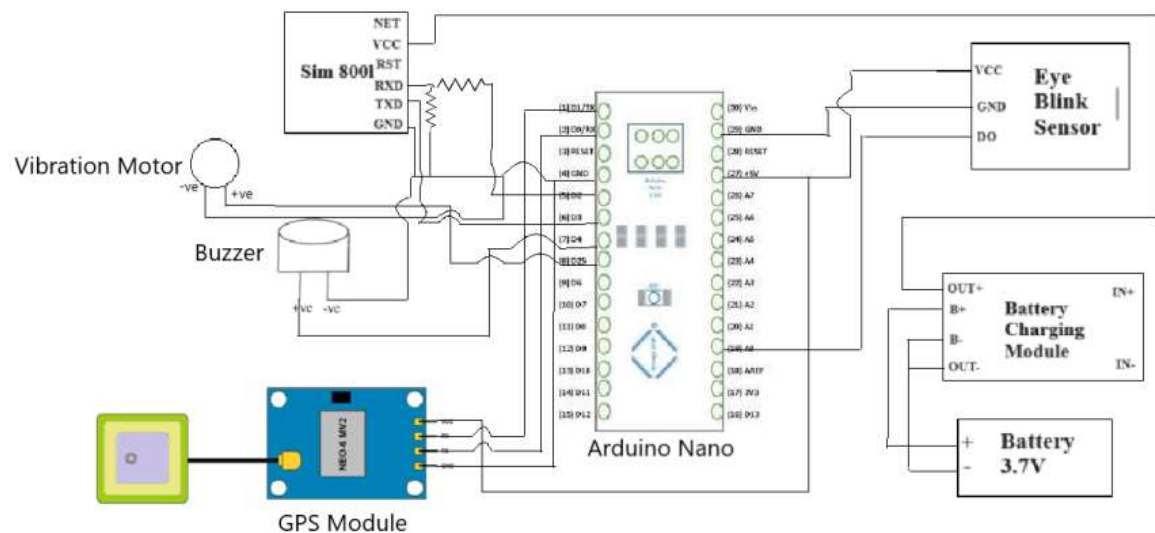 NET
VCC
RST
Sim 800l
RXD
TXD
GND
Vibration Motor
-ve
+ve
Buzzer
+vc
-vc
(1) D1/TX
(2) D0/RX
(3) RESET
(4) GND
(5) D2
(6) D3
(7) D4
(8) D25
(9) D6
(10) D7
(11) D8
(12) D9
(13) D10
(14) D11
(15) D12
(30) Vin
(29) GND
(28) RESET
(27) +5V
(26) A7
(25) A6
(24) A5
(23) A4
(22) A3
(21) A2
(20) A1
(19) A0
(18) AREF
(17) 3V3
(16) D13
Arduino Nano
VCC
GND
DO
Eye
Blink
Sensor
OUT+
B+
B-
OUT-
IN+
IN-
Battery
Charging
Module
+
-
Battery
3.7V
NEO-6 MV2
GPS Module